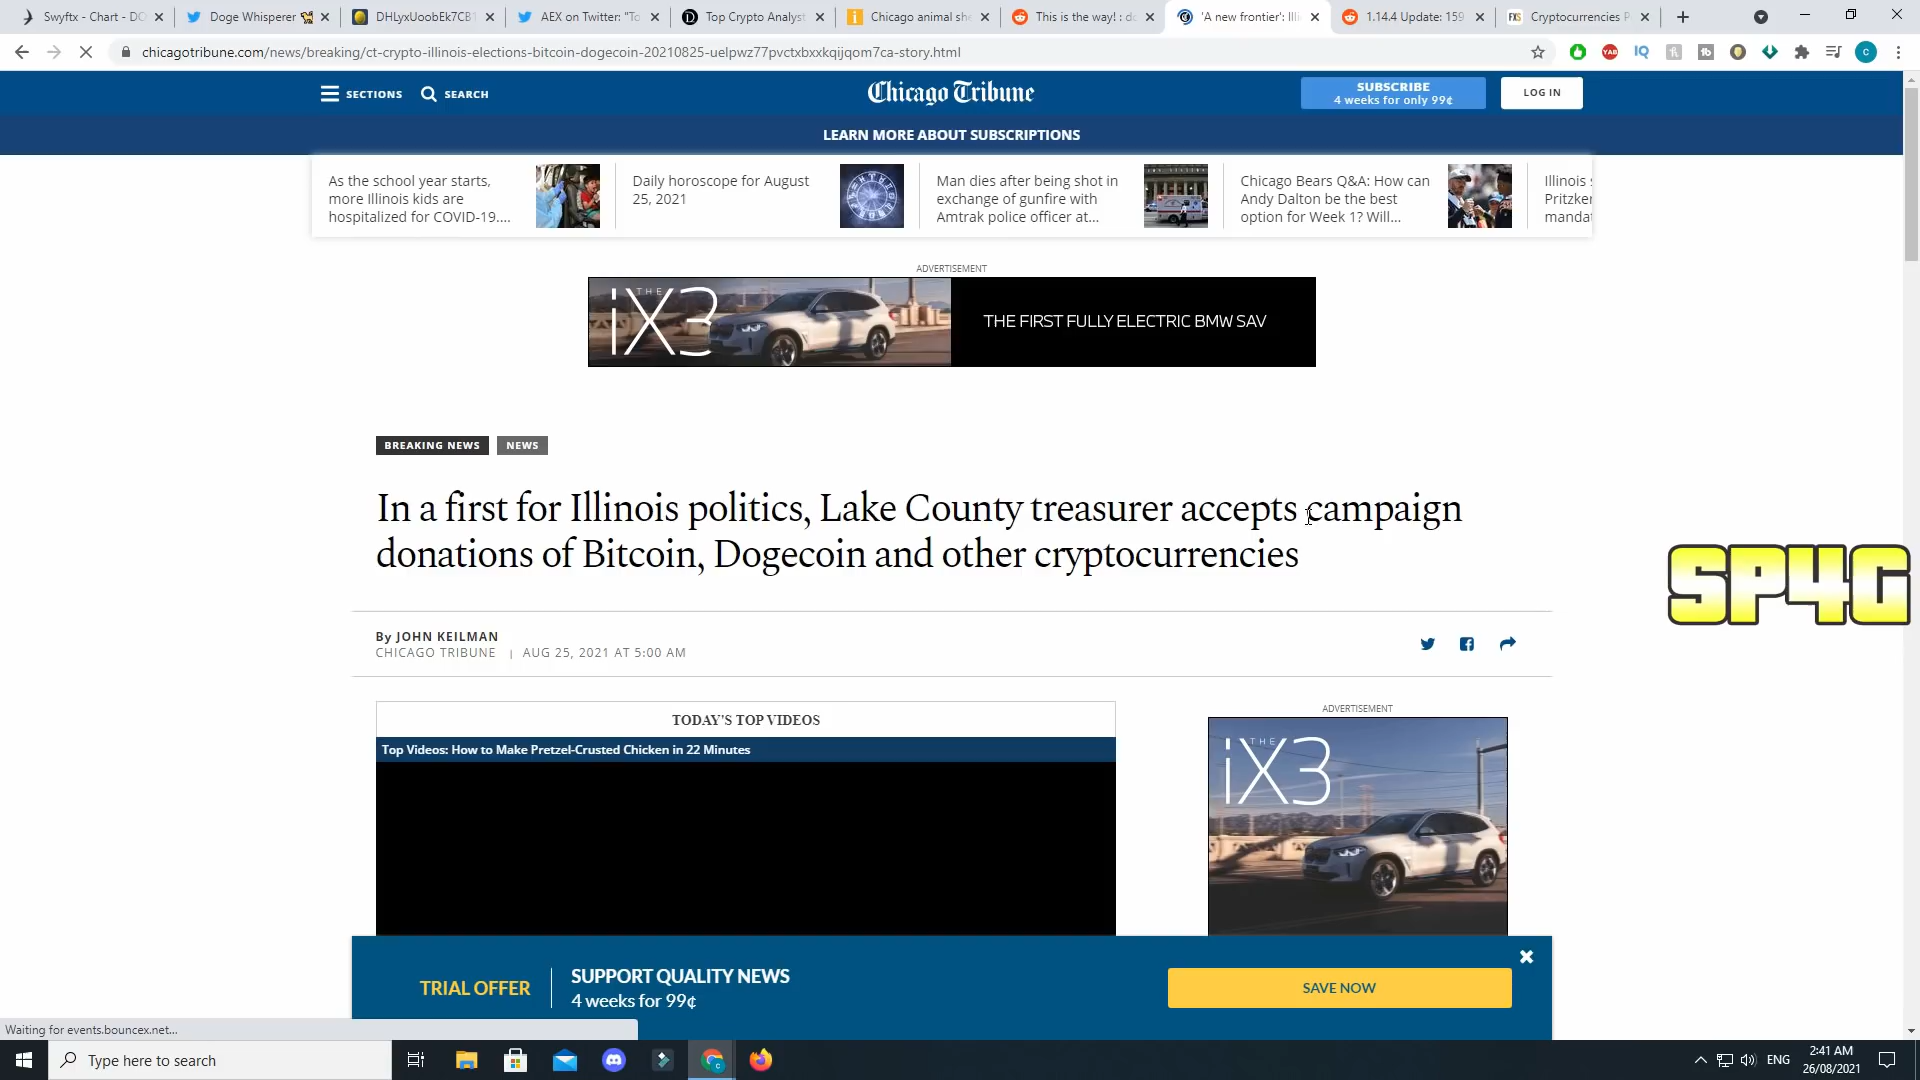 Swyftx - Chart - DO
Doge Whisperer
DHLyxUoobEk7CB1
AEX on Twitter: "To
Top Crypto Analyst
Chicago animal she
This is the way! : do
'A new frontier': Illi
1.14.4 Update: 159
Cryptocurrencies P
chicagotribune.com/news/breaking/ct-crypto-illinois-elections-bitcoin-dogecoin-20210825-uelpwz77pvctxbxxkqijqom7ca-story.html
SECTIONS
SEARCH
Chicago Tribune
SUBSCRIBE
4 weeks for only 99¢
LOG IN
LEARN MORE ABOUT SUBSCRIPTIONS
As the school year starts,
more Illinois kids are
hospitalized for COVID-19....
Daily horoscope for August
25, 2021
Man dies after being shot in
exchange of gunfire with
Amtrak police officer at...
Chicago Bears Q&A: How can
Andy Dalton be the best
option for Week 1? Will...
Illinois
Pritzker
manda
ADVERTISEMENT
THE
iX3
THE FIRST FULLY ELECTRIC BMW SAV
BREAKING NEWS
NEWS
In a first for Illinois politics, Lake County treasurer accepts campaign
donations of Bitcoin, Dogecoin and other cryptocurrencies
SP4G
By JOHN KEILMAN
CHICAGO TRIBUNE | AUG 25, 2021 AT 5:00 AM
TODAY'S TOP VIDEOS
Top Videos: How to Make Pretzel-Crusted Chicken in 22 Minutes
ADVERTISEMENT
THE
iX3
TRIAL OFFER
SUPPORT QUALITY NEWS
4 weeks for 99¢
SAVE NOW
Waiting for events.bouncex.net...
Type here to search
ENG
2:41 AM
26/08/2021